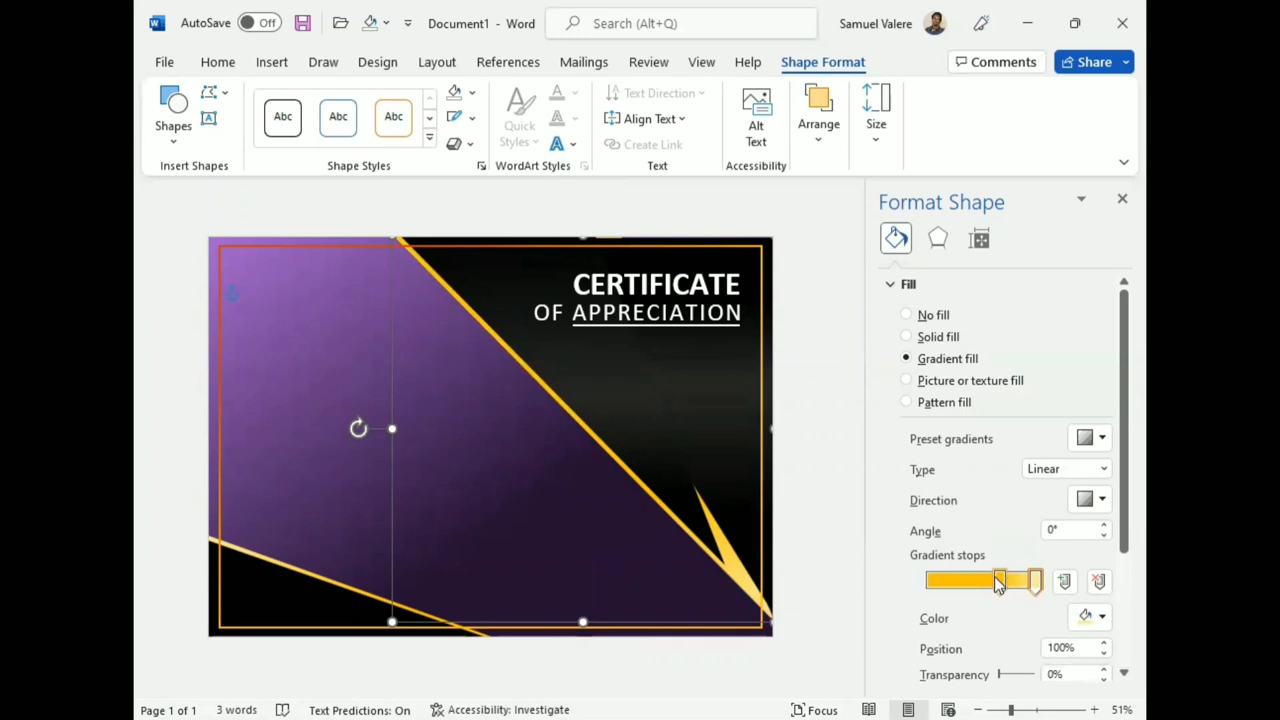 AutoSave Off Document1 - Word Search (Alt+Q) Samuel Valere
File Home Insert Draw Design Layout References Mailings Review View Help Shape Format Comments Share
Shapes
Insert Shapes
Abc Abc Abc
Shape Styles
Quick Styles
WordArt Styles
Text Direction
Align Text
Create Link
Text
Alt Text
Accessibility
Arrange
Size
CERTIFICATE
OF APPRECIATION
Format Shape
Fill
No fill
Solid fill
Gradient fill
Picture or texture fill
Pattern fill
Preset gradients
Type Linear
Direction
Angle 0°
Gradient stops
Color
Position 100%
Transparency 0%
Page 1 of 1 3 words Text Predictions: On Accessibility: Investigate Focus 51%